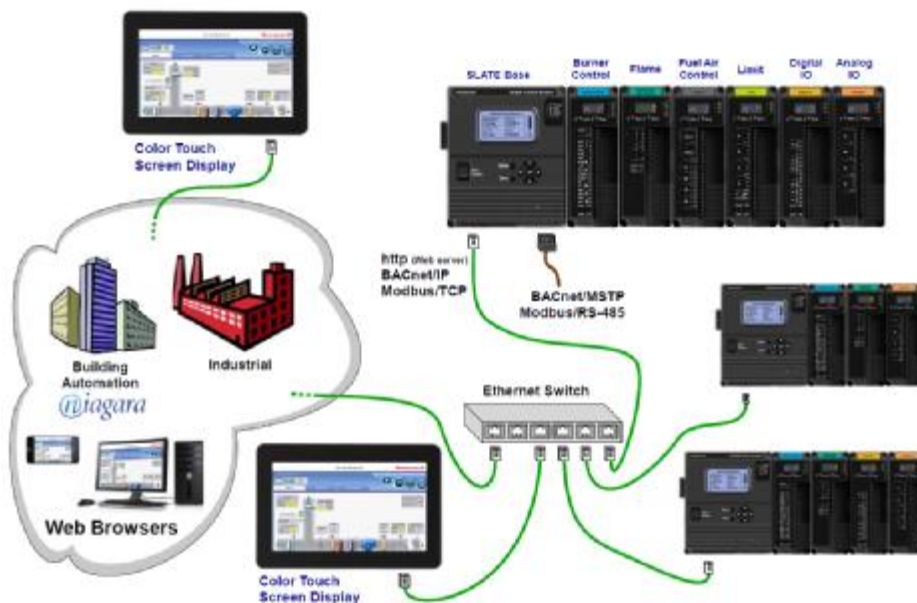 Color Touch
Screen Display
SLATE Base
Burner
Control
Flame
Fuel Air
Control
Limit
Digital
IO
Analog
IO
http (Web server)
BACnet/IP
Modbus/TCP
BACnet/MSTP
Modbus/RS-485
Building
Automation
niagara
Industrial
Ethernet Switch
Web Browsers
Color Touch
Screen Display